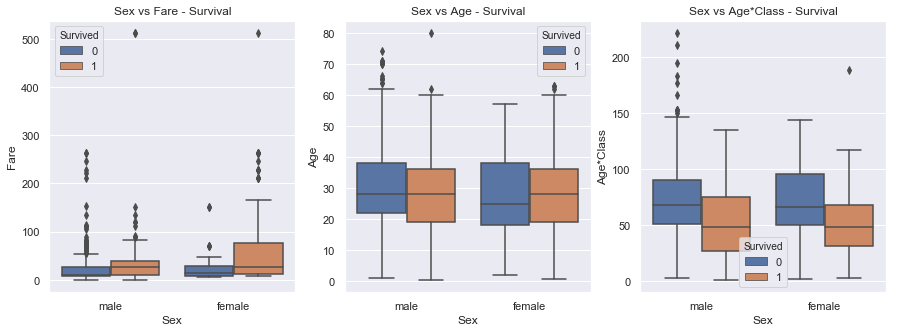 Sex vs Fare - Survival
500
400
300
200
100
0
Fare
Survived
0
1
male
female
Sex
Sex vs Age - Survival
80
70
60
50
40
30
20
10
0
Age
Survived
0
1
male
female
Sex
Sex vs Age*Class - Survival
200
150
100
50
0
Age*Class
Survived
0
1
male
female
Sex